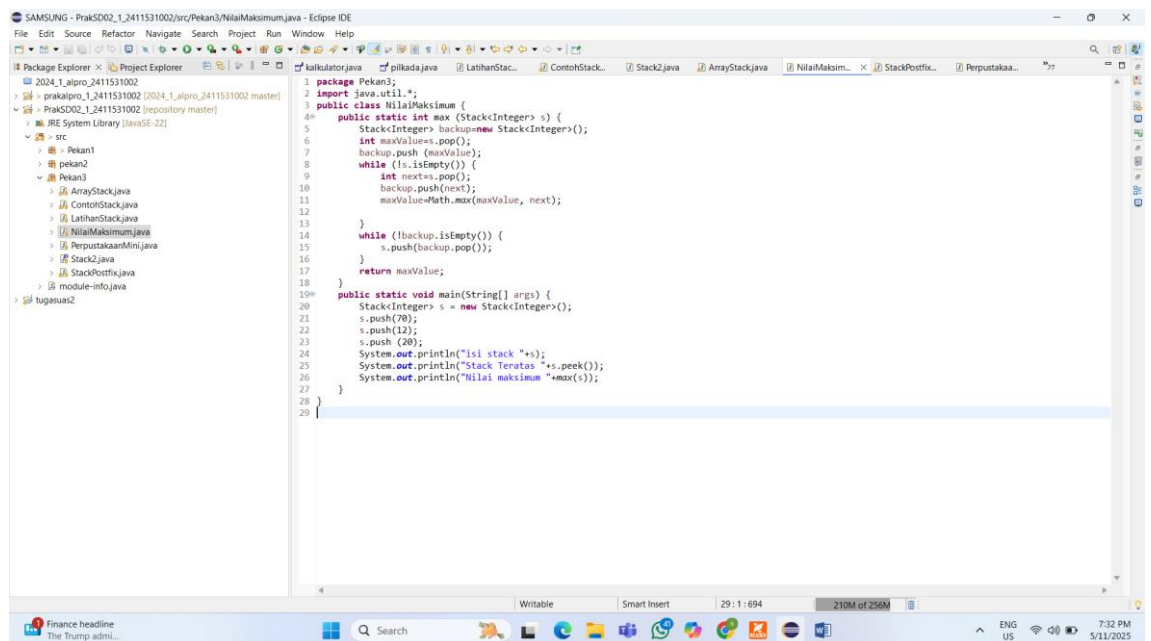 SAMSUNG - PrakSD02_1_2411531002/src/Pekan3/NilaiMaksimum.java - Eclipse IDE
File Edit Source Refactor Navigate Search Project Run Window Help
Package Explorer Project Explorer
kalkulator.java pilkada.java LatihanStac... ContohStack... Stack2.java ArrayStack.java NilaiMaksim... StackPostfix... Perpustakaa... »77
2024_1_alpro_2411531002
> prakalpro_1_2411531002 [2024_1_alpro_2411531002 master]
> PrakSD02_1_2411531002 [repository master]
JRE System Library [JavaSE-22]
> src
> Pekan1
pekan2
Pekan3
ArrayStack.java
ContohStack.java
LatihanStack.java
NilaiMaksimum.java
PerpustakaanMini.java
Stack2.java
StackPostfix.java
module-info.java
tugasuas2
1 package Pekan3;
2 import java.util.*;
3 public class NilaiMaksimum {
4 public static int max (Stack<Integer> s) {
5 Stack<Integer> backup=new Stack<Integer>();
6 int maxValue=s.pop();
7 backup.push (maxValue);
8 while (!s.isEmpty()) {
9 int next=s.pop();
10 backup.push(next);
11 maxValue=Math.max(maxValue, next);
12
13 }
14 while (!backup.isEmpty()) {
15 s.push(backup.pop());
16 }
17 return maxValue;
18 }
19 public static void main(String[] args) {
20 Stack<Integer> s = new Stack<Integer>();
21 s.push(70);
22 s.push(12);
23 s.push (20);
24 System.out.println("isi stack "+s);
25 System.out.println("Stack Teratas "+s.peek());
26 System.out.println("Nilai maksimum "+max(s));
27 }
28 }
29
Writable Smart Insert 29 : 1 : 694 210M of 256M
Finance headline
The Trump admi...
Search
ENG
US
7:32 PM
5/11/2025